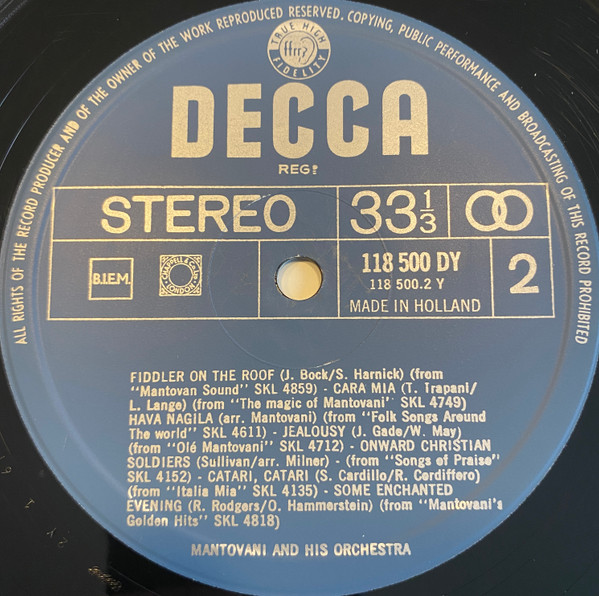 ALL RIGHTS OF THE RECORD PRODUCER AND OF THE OWNER OF THE WORK REPRODUCED RESERVED. COPYING, PUBLIC PERFORMANCE AND BROADCASTING OF THIS RECORD PROHIBITED
TRUE HIGH
ffrr
FIDELITY
DECCA
REGD
STEREO
33 1/3
B.I.E.M.
CHAPPELL & Co. Ltd.
LONDON
118 500 DY
118 500.2 Y
MADE IN HOLLAND
2
FIDDLER ON THE ROOF (J. Bock/S. Harnick) (from
"Mantovan Sound" SKL 4859) - CARA MIA (T. Trapani/
L. Lange) (from "The magic of Mantovani" SKL 4749)
HAVA NAGILA (arr. Mantovani) (from "Folk Songs Around
The world" SKL 4611) - JEALOUSY (J. Gade/W. May)
(from "Olé Mantovani" SKL 4712) - ONWARD CHRISTIAN
SOLDIERS (Sullivan/arr. Milner) - (from "Songs of Praise"
SKL 4152) - CATARI, CATARI (S. Cardillo/R. Cerdiffero)
(from "Italia Mia" SKL 4135) - SOME ENCHANTED
EVENING (R. Rodgers/O. Hammerstein) (from "Mantovani's
Golden Hits" SKL 4818)
MANTOVANI AND HIS ORCHESTRA